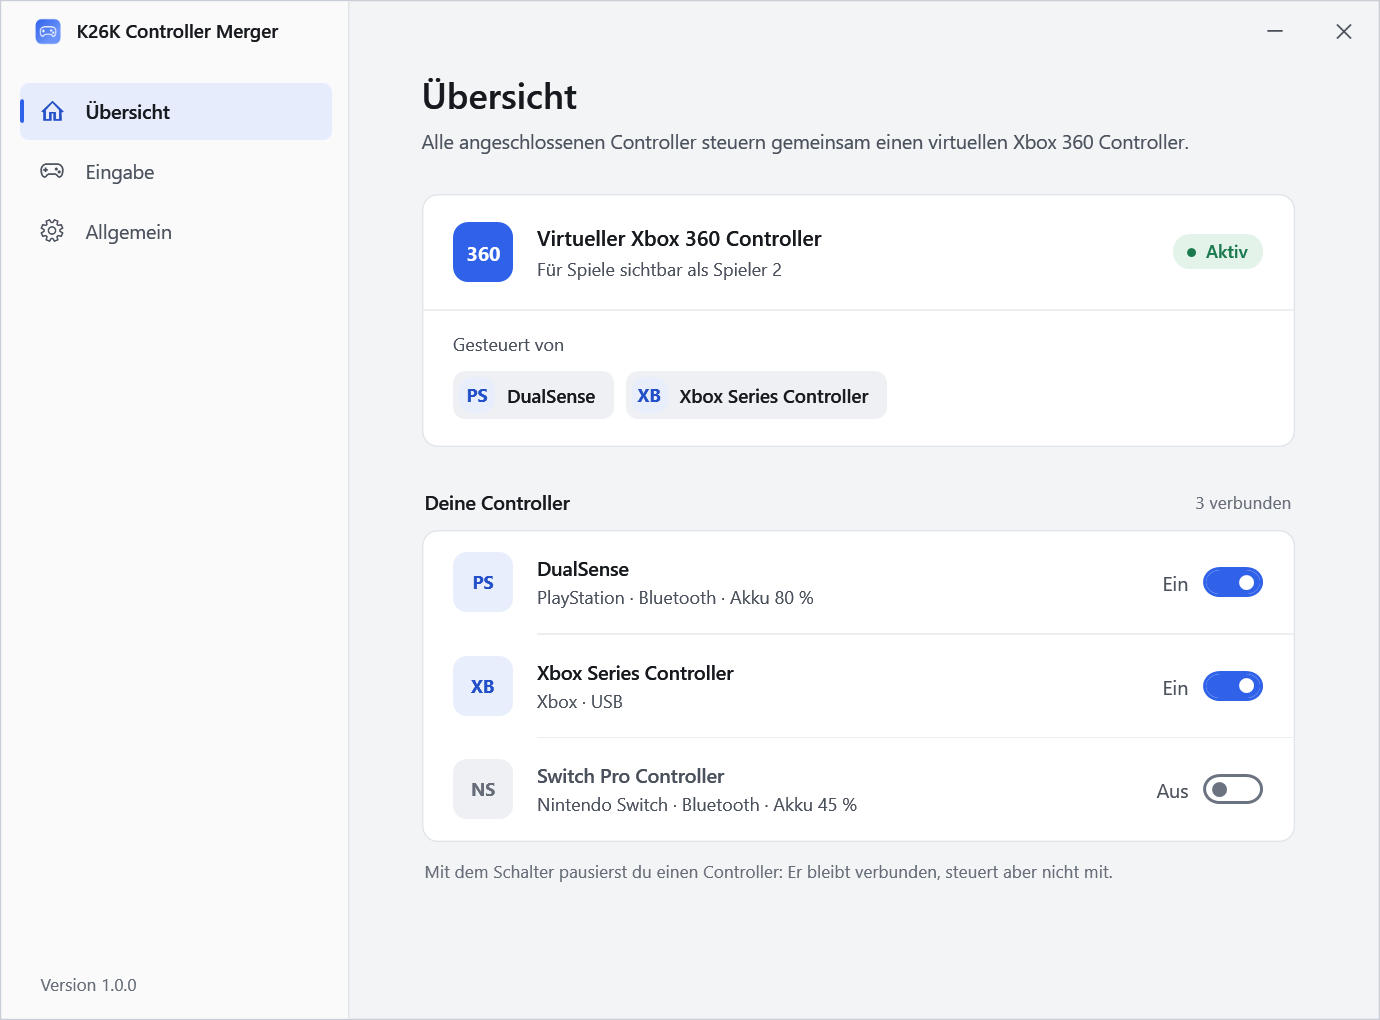 K26K Controller Merger
Übersicht
Eingabe
Allgemein
Version 1.0.0
Übersicht
Alle angeschlossenen Controller steuern gemeinsam einen virtuellen Xbox 360 Controller.
360
Virtueller Xbox 360 Controller
Für Spiele sichtbar als Spieler 2
Aktiv
Gesteuert von
PS DualSense XB Xbox Series Controller
Deine Controller 3 verbunden
PS
DualSense
PlayStation · Bluetooth · Akku 80 %
Ein
XB
Xbox Series Controller
Xbox · USB
Ein
NS
Switch Pro Controller
Nintendo Switch · Bluetooth · Akku 45 %
Aus
Mit dem Schalter pausierst du einen Controller: Er bleibt verbunden, steuert aber nicht mit.